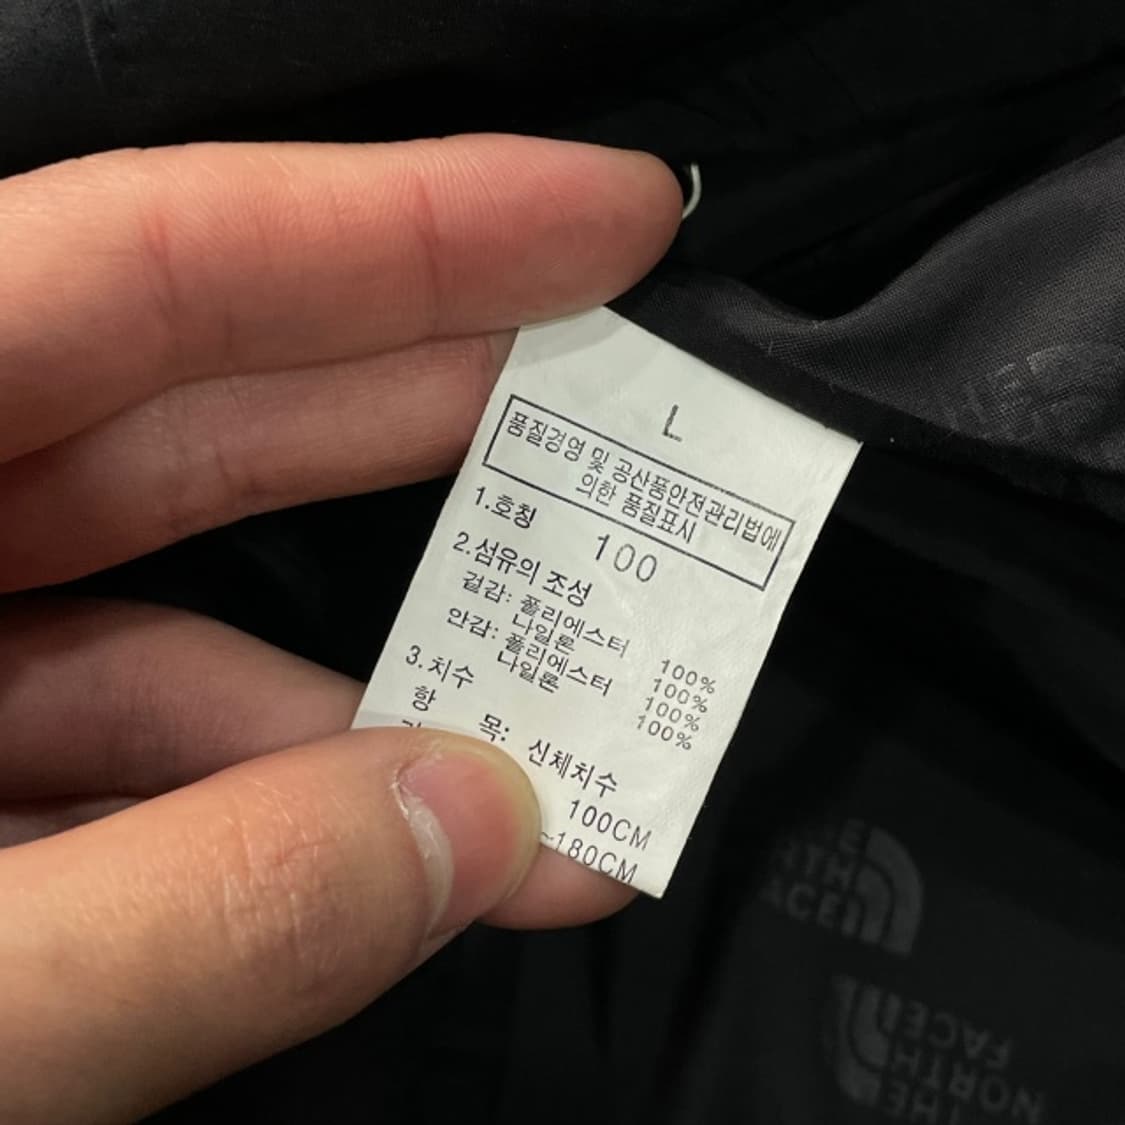 L
품질경영 및 공산품안전관리법에
의한 품질표시
1.호칭 100
2.섬유의 조성
겉감: 폴리에스터 100%
나일론 100%
안감: 폴리에스터 100%
나일론 100%
3.치수
항 목: 신체치수
100CM
~180CM
THE
NORTH
FACE